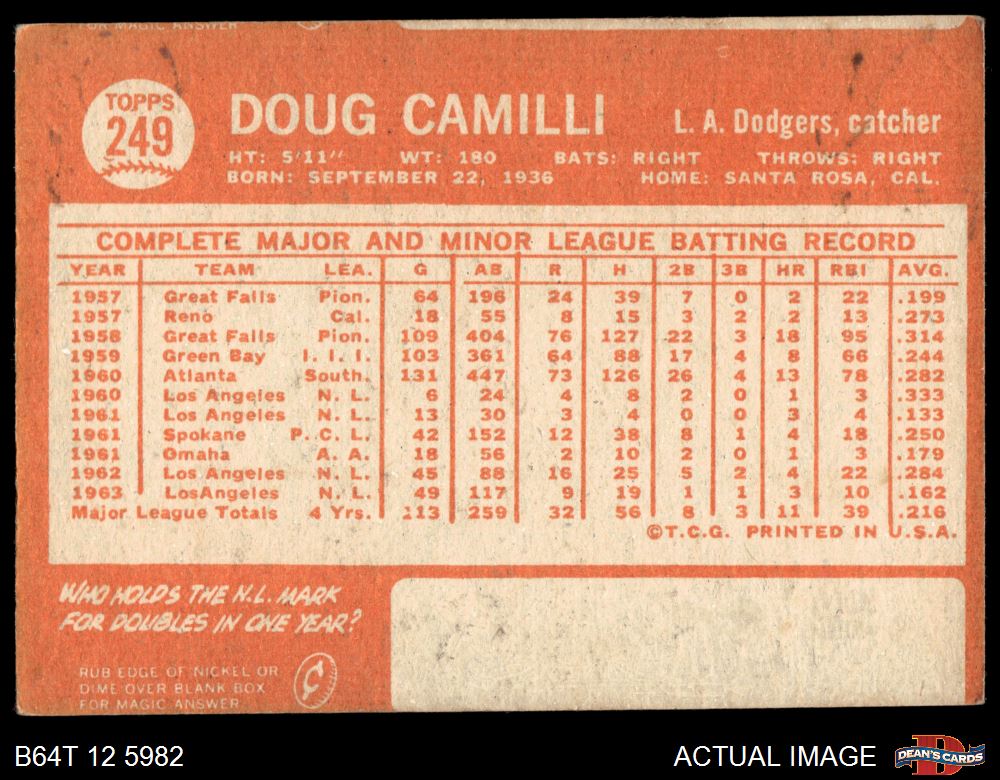 FOR MAGIC ANSWER
TOPPS
249
DOUG CAMILLI
L. A. Dodgers, catcher
HT: 5'11" WT: 180 BATS: RIGHT THROWS: RIGHT
BORN: SEPTEMBER 22, 1936 HOME: SANTA ROSA, CAL.
COMPLETE MAJOR AND MINOR LEAGUE BATTING RECORD
YEAR TEAM LEA. G AB R H 2B 3B HR RBI AVG.
1957 Great Falls Pion. 64 196 24 39 7 0 2 22 .199
1957 Reno Cal. 18 55 8 15 3 2 2 13 .273
1958 Great Falls Pion. 109 404 76 127 22 3 18 95 .314
1959 Green Bay I. I. I. 103 361 64 88 17 4 8 66 .244
1960 Atlanta South. 131 447 73 126 26 4 13 78 .282
1960 Los Angeles N. L. 6 24 4 8 2 0 1 3 .333
1961 Los Angeles N. L. 13 30 3 4 0 0 3 4 .133
1961 Spokane P. C. L. 42 152 12 38 8 1 4 18 .250
1961 Omaha A. A. 18 56 2 10 2 0 1 3 .179
1962 Los Angeles N. L. 45 88 16 25 5 2 4 22 .284
1963 LosAngeles N. L. 49 117 9 19 1 1 3 10 .162
Major League Totals 4 Yrs. 113 259 32 56 8 3 11 39 .216
©T.C.G. PRINTED IN U.S.A.
WHO HOLDS THE N.L. MARK
FOR DOUBLES IN ONE YEAR?
RUB EDGE OF NICKEL OR
DIME OVER BLANK BOX
FOR MAGIC ANSWER
B64T 12 5982
ACTUAL IMAGE
DEAN'S CARDS